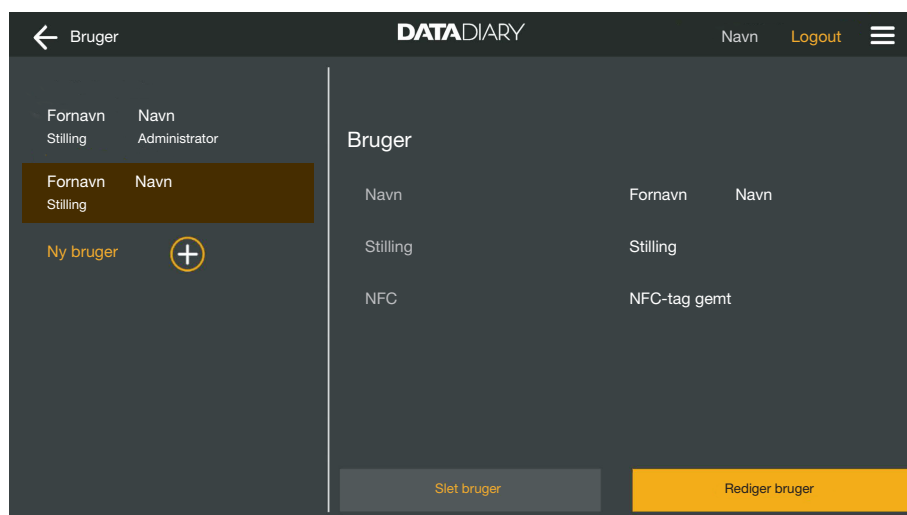 Bruger DATADIARY Navn Logout
Fornavn Navn
Stilling Administrator
Fornavn Navn
Stilling
Ny bruger
Bruger
Navn Fornavn Navn
Stilling Stilling
NFC NFC-tag gemt
Slet bruger Rediger bruger